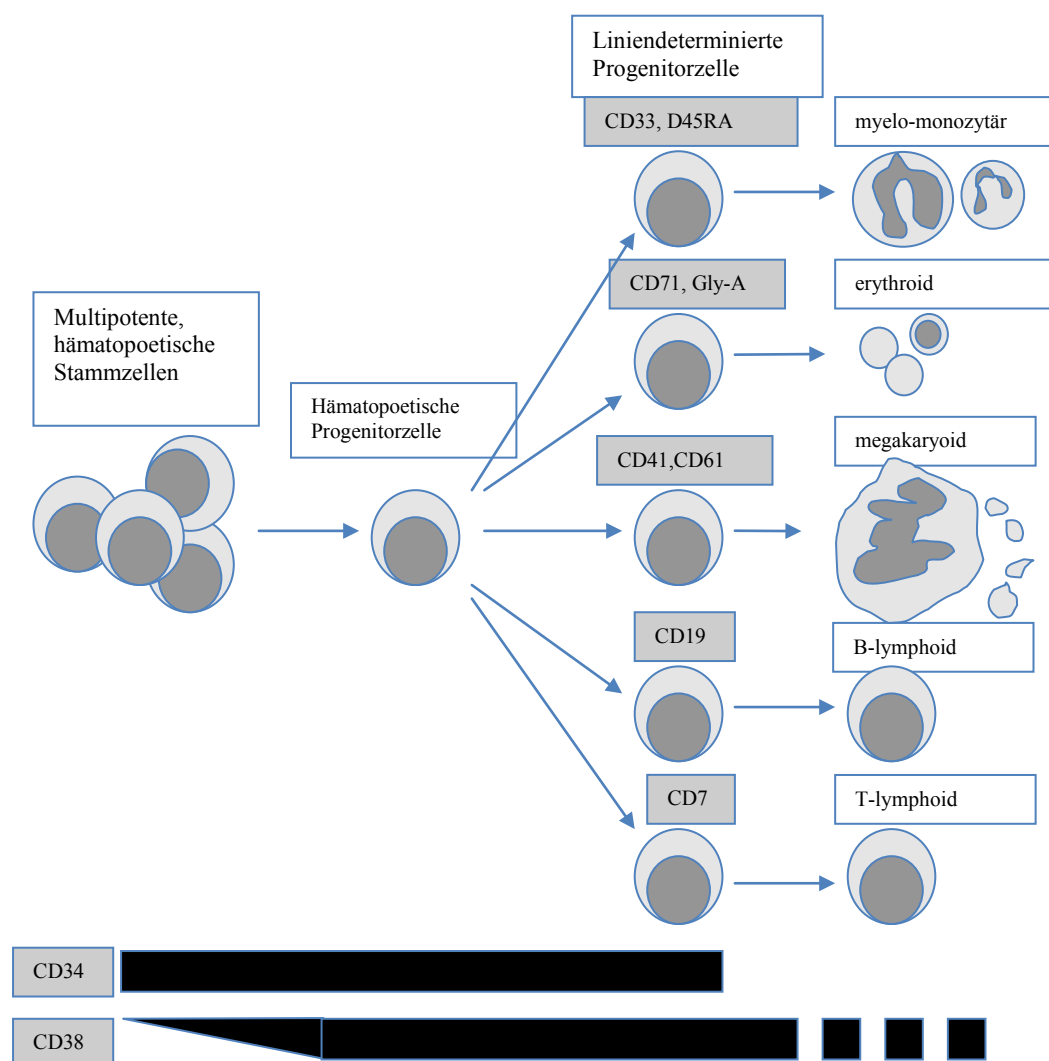 Liniendeterminierte
Progenitorzelle
CD33, D45RA
myelo-monozytär
CD71, Gly-A
erythroid
Multipotente,
hämatopoetische
Stammzellen
Hämatopoetische
Progenitorzelle
CD41,CD61
megakaryoid
CD19
B-lymphoid
CD7
T-lymphoid
CD34
CD38